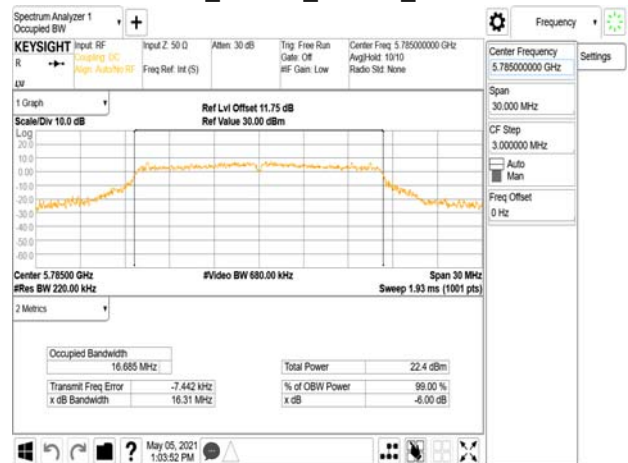 Spectrum Analyzer 1
Occupied BW
Frequency
KEYSIGHT
R
Input: RF
Coupling: DC
Align: Auto/No RF
Input Z: 50 Ω
Freq Ref: Int (S)
Atten: 30 dB
Trig: Free Run
Gate: Off
#IF Gain: Low
Center Freq: 5.785000000 GHz
Avg|Hold: 10/10
Radio Std: None
Center Frequency
5.785000000 GHz
Settings
Span
30.000 MHz
CF Step
3.000000 MHz
Auto
Man
Freq Offset
0 Hz
1 Graph
Scale/Div 10.0 dB
Ref Lvl Offset 11.75 dB
Ref Value 30.00 dBm
Log
20.0
10.0
0.00
-10.0
-20.0
-30.0
-40.0
-50.0
-60.0
Center 5.78500 GHz
#Res BW 220.00 kHz
#Video BW 680.00 kHz
Span 30 MHz
Sweep 1.93 ms (1001 pts)
2 Metrics
Occupied Bandwidth
16.685 MHz
Total Power 22.4 dBm
Transmit Freq Error -7.442 kHz
% of OBW Power 99.00 %
x dB Bandwidth 16.31 MHz
x dB -6.00 dB
?
May 05, 2021
1:03:52 PM